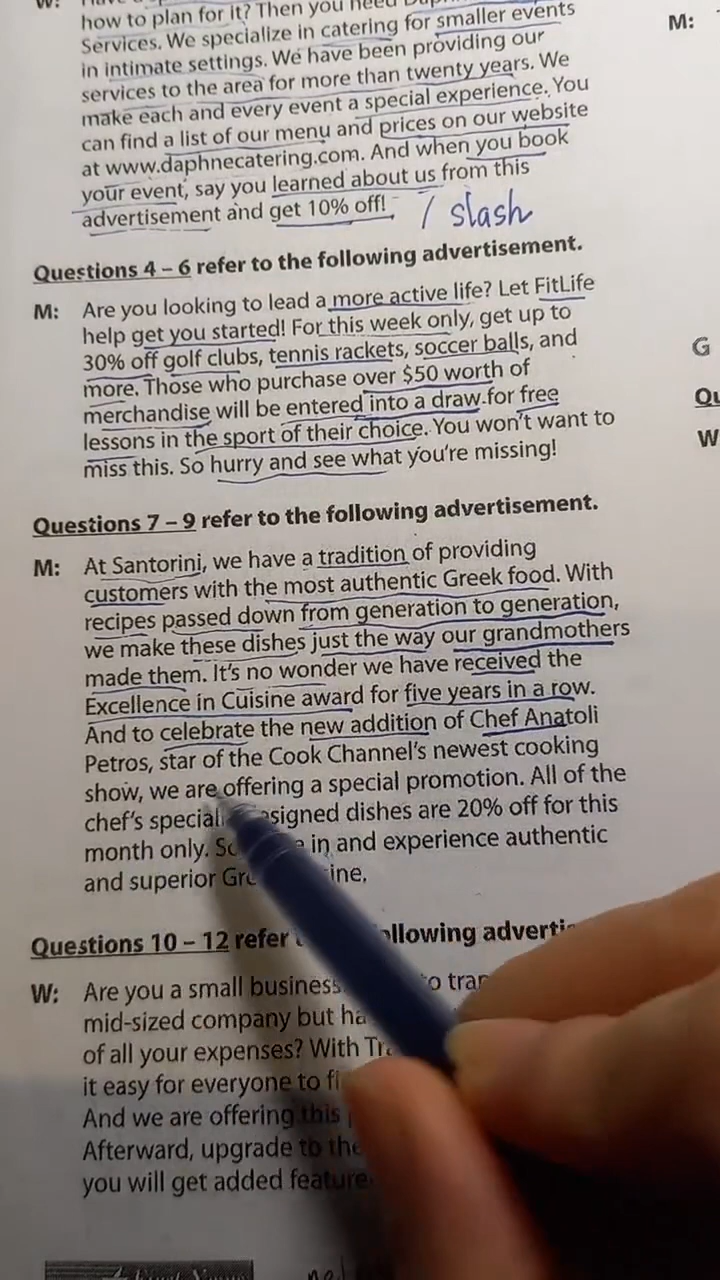 how to plan for it? Then you need
Services. We specialize in catering for smaller events
in intimate settings. We have been providing our
services to the area for more than twenty years. We
make each and every event a special experience. You
can find a list of our menu and prices on our website
at www.daphnecatering.com. And when you book
your event, say you learned about us from this
advertisement and get 10% off! / slash
Questions 4 – 6 refer to the following advertisement.
M: Are you looking to lead a more active life? Let FitLife
help get you started! For this week only, get up to
30% off golf clubs, tennis rackets, soccer balls, and
more. Those who purchase over $50 worth of
merchandise will be entered into a draw for free
lessons in the sport of their choice. You won't want to
miss this. So hurry and see what you're missing!
Questions 7 – 9 refer to the following advertisement.
M: At Santorini, we have a tradition of providing
customers with the most authentic Greek food. With
recipes passed down from generation to generation,
we make these dishes just the way our grandmothers
made them. It's no wonder we have received the
Excellence in Cuisine award for five years in a row.
And to celebrate the new addition of Chef Anatoli
Petros, star of the Cook Channel's newest cooking
show, we are offering a special promotion. All of the
chef's dishes are 20% off for this
month only. in and experience authentic
and superior
Questions 10 – 12 refer
W: Are you a small business
mid-sized company but
of all your expenses? With
it easy for everyone to
And we are offering this
Afterward, upgrade to the
you will get added
M:
G
W